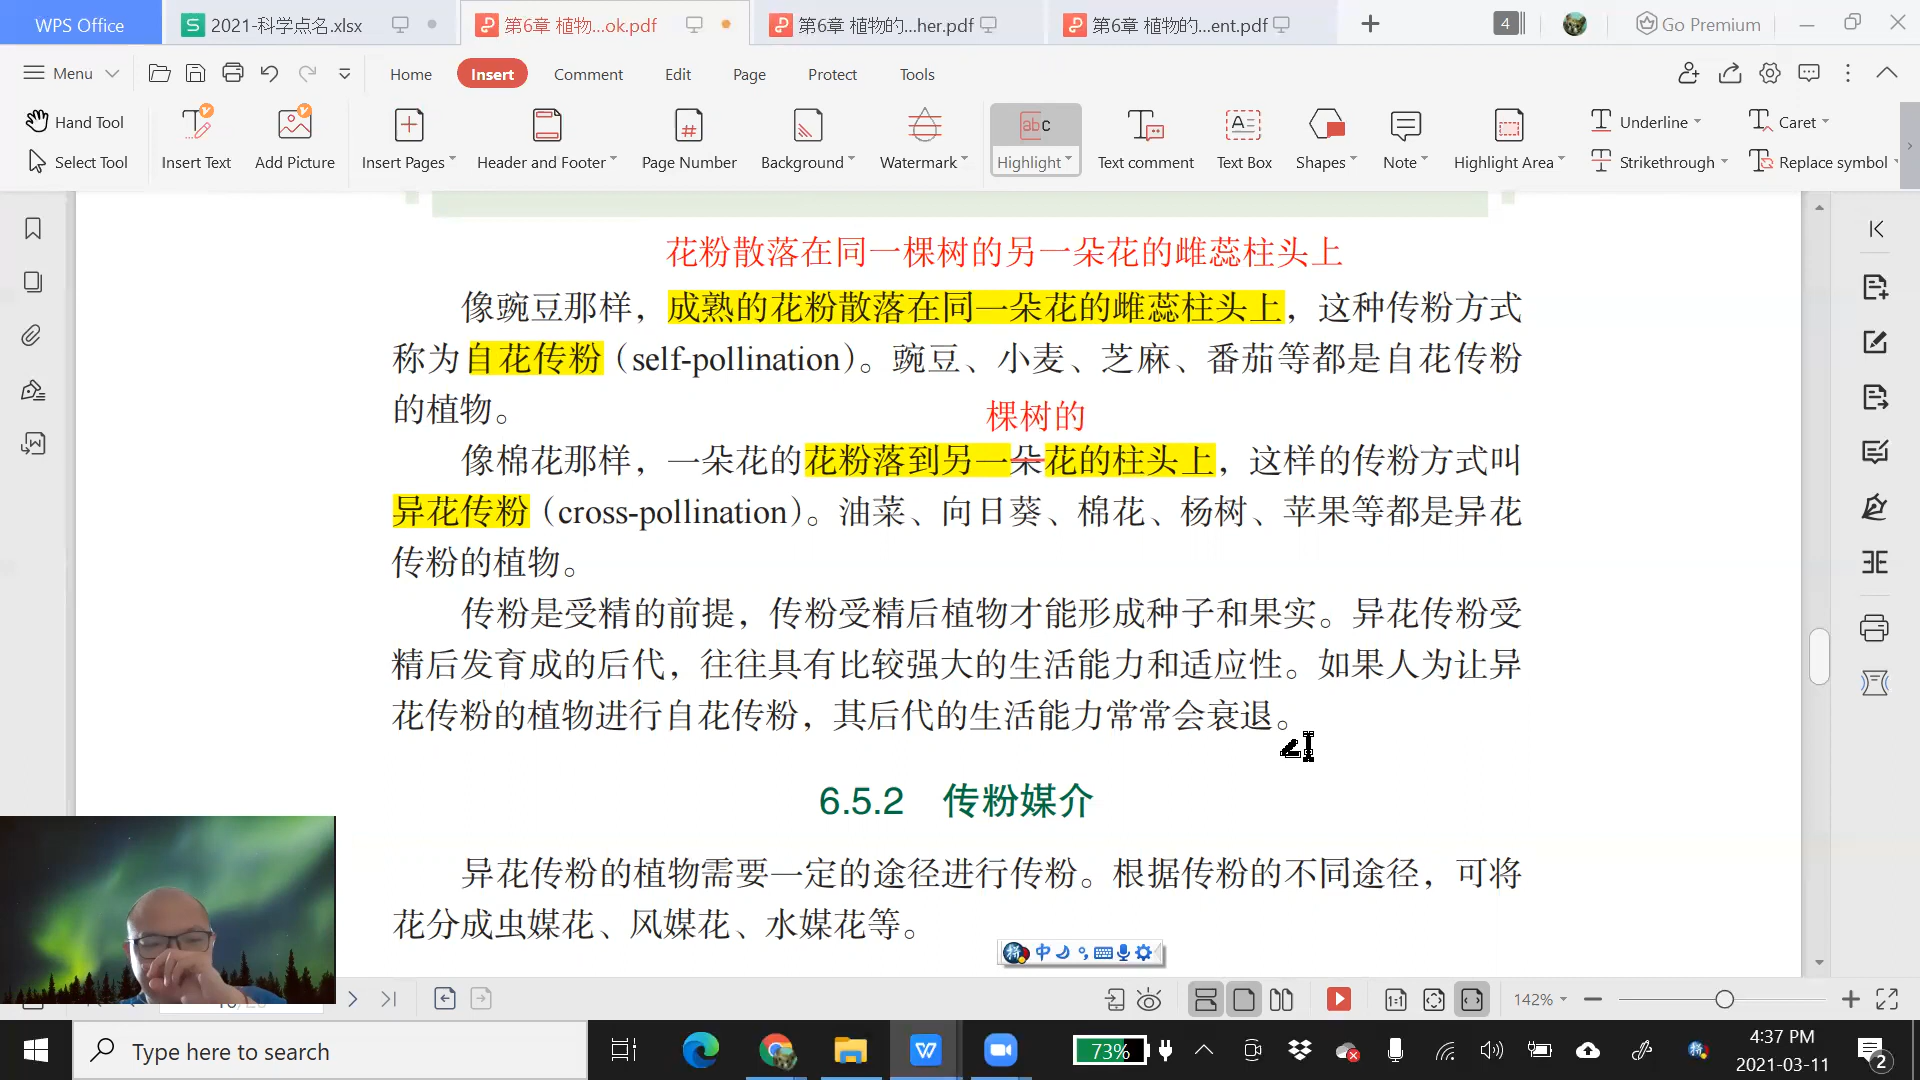 WPS Office
2021-科学点名.xlsx
第6章 植物...ok.pdf
第6章 植物的...her.pdf
第6章 植物的...ent.pdf
4
Go Premium
Menu
Home
Insert
Comment
Edit
Page
Protect
Tools
Hand Tool
Select Tool
Insert Text
Add Picture
Insert Pages
Header and Footer
Page Number
Background
Watermark
Highlight
Text comment
Text Box
Shapes
Note
Highlight Area
Underline
Strikethrough
Caret
Replace symbol
花粉散落在同一棵树的另一朵花的雌蕊柱头上
像豌豆那样，成熟的花粉散落在同一朵花的雌蕊柱头上，这种传粉方式
称为自花传粉（self-pollination）。豌豆、小麦、芝麻、番茄等都是自花传粉
的植物。
棵树的
像棉花那样，一朵花的花粉落到另一朵花的柱头上，这样的传粉方式叫
异花传粉（cross-pollination）。油菜、向日葵、棉花、杨树、苹果等都是异花
传粉的植物。
传粉是受精的前提，传粉受精后植物才能形成种子和果实。异花传粉受
精后发育成的后代，往往具有比较强大的生活能力和适应性。如果人为让异
花传粉的植物进行自花传粉，其后代的生活能力常常会衰退。
6.5.2 传粉媒介
异花传粉的植物需要一定的途径进行传粉。根据传粉的不同途径，可将
花分成虫媒花、风媒花、水媒花等。
中
142%
Type here to search
73%
4:37 PM
2021-03-11
2